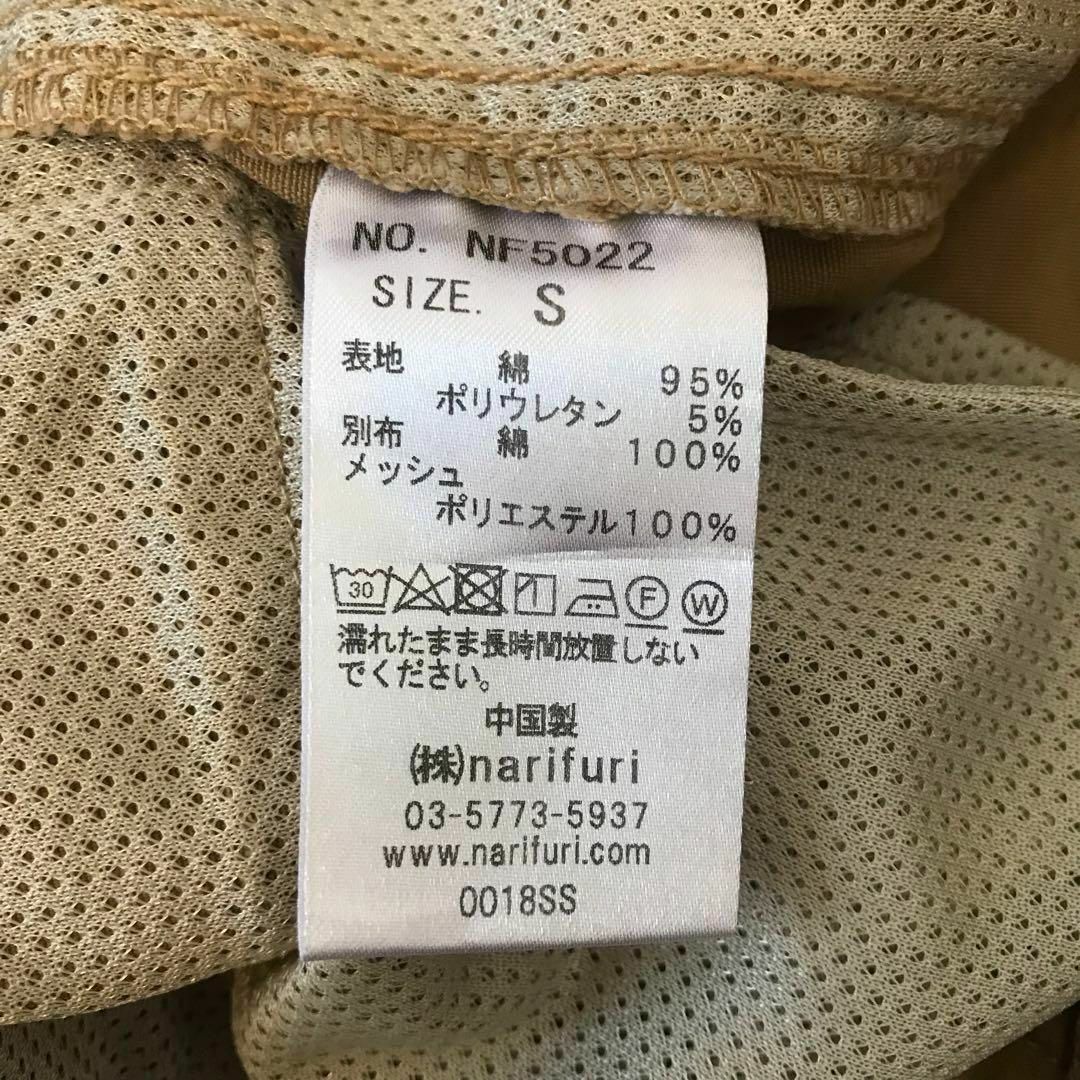 NO. NF5022
SIZE. S
表地 綿 95%
ポリウレタン 5%
別布 綿 100%
メッシュ
ポリエステル100%
30 F W
濡れたまま長時間放置しない
でください。
中国製
(株)narifuri
03-5773-5937
www.narifuri.com
0018SS